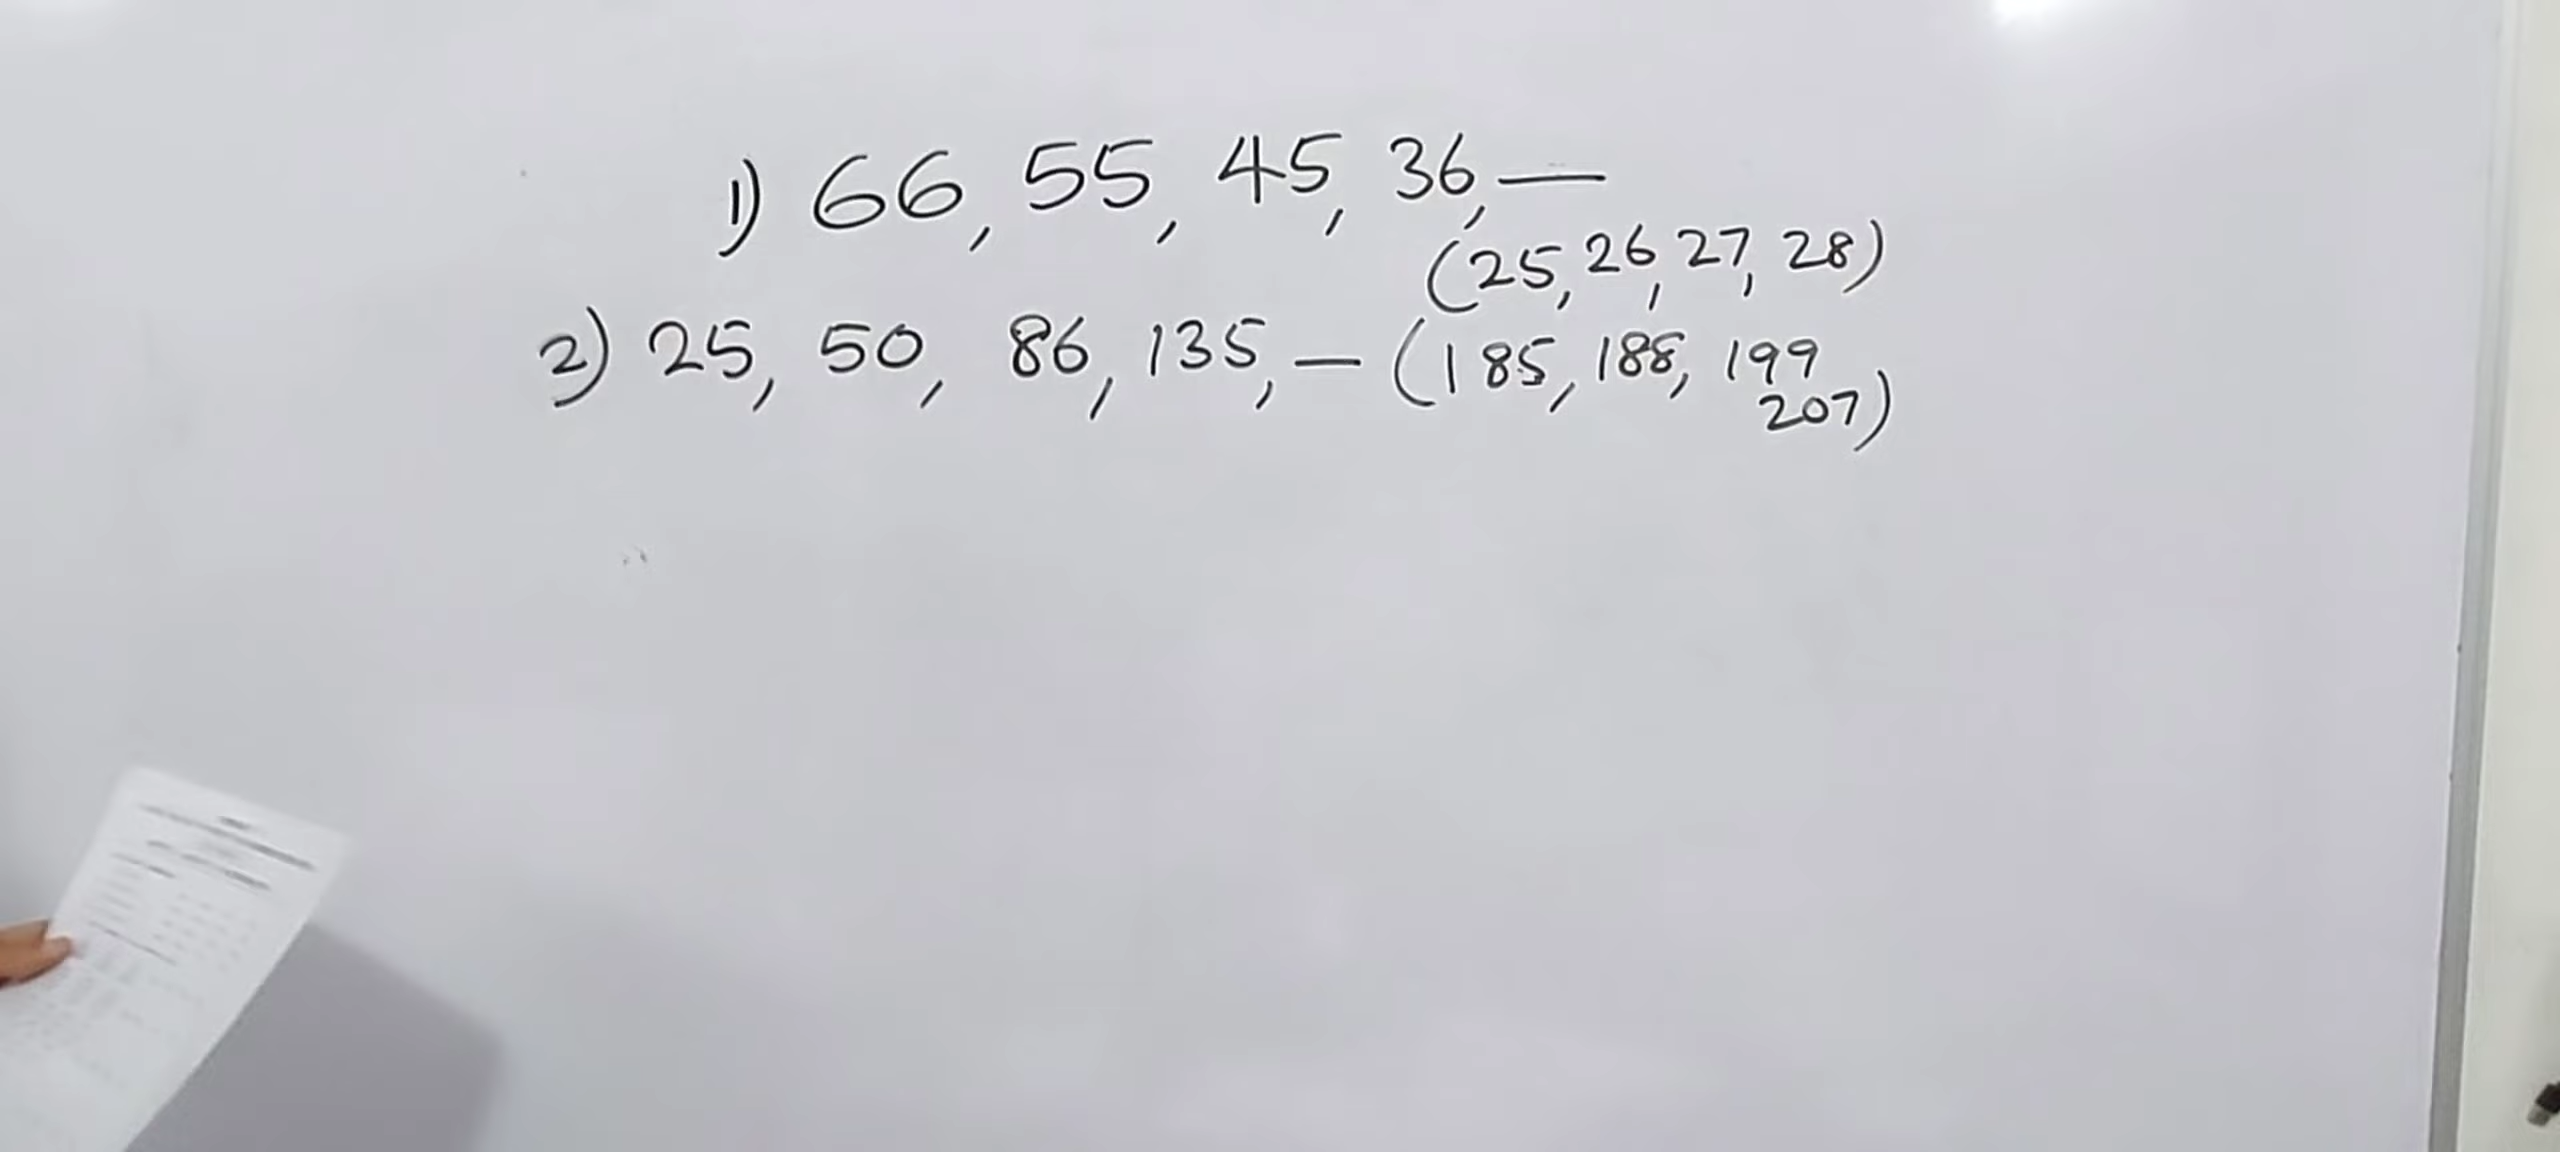 1) 66, 55, 45, 36, —
(25, 26, 27, 28)
2) 25, 50, 86, 135, — (185, 188, 199
207)